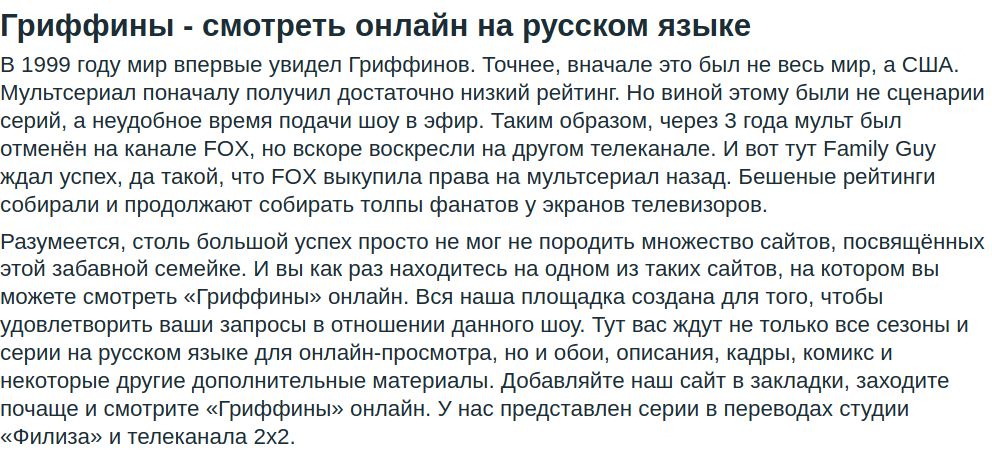 Гриффины - смотреть онлайн на русском языке
В 1999 году мир впервые увидел Гриффинов. Точнее, вначале это был не весь мир, а США.
Мультсериал поначалу получил достаточно низкий рейтинг. Но виной этому были не сценарии
серий, а неудобное время подачи шоу в эфир. Таким образом, через 3 года мульт был
отменён на канале FOX, но вскоре воскресли на другом телеканале. И вот тут Family Guy
ждал успех, да такой, что FOX выкупила права на мультсериал назад. Бешеные рейтинги
собирали и продолжают собирать толпы фанатов у экранов телевизоров.
Разумеется, столь большой успех просто не мог не породить множество сайтов, посвящённых
этой забавной семейке. И вы как раз находитесь на одном из таких сайтов, на котором вы
можете смотреть «Гриффины» онлайн. Вся наша площадка создана для того, чтобы
удовлетворить ваши запросы в отношении данного шоу. Тут вас ждут не только все сезоны и
серии на русском языке для онлайн-просмотра, но и обои, описания, кадры, комикс и
некоторые другие дополнительные материалы. Добавляйте наш сайт в закладки, заходите
почаще и смотрите «Гриффины» онлайн. У нас представлен серии в переводах студии
«Филиза» и телеканала 2x2.